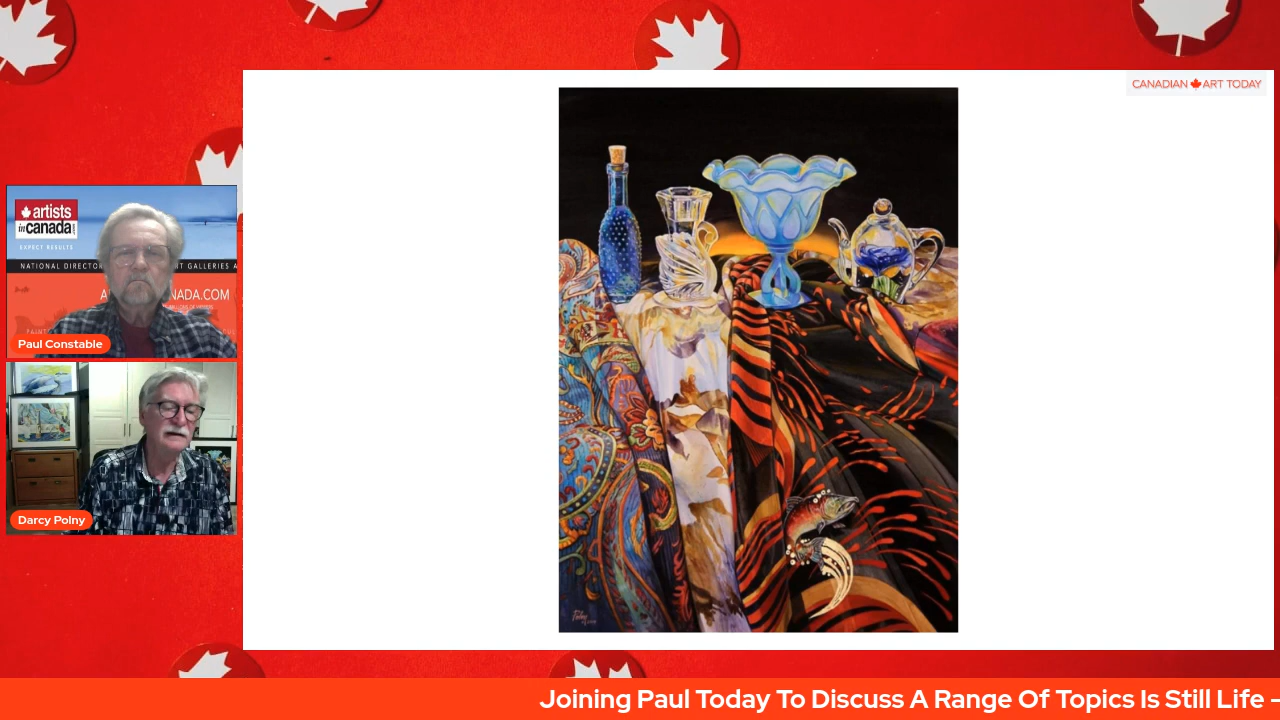 CANADIAN ART TODAY
artists
in canada
EXPECT RESULTS
NATIONAL DIRECTOR
RT GALLERIES A
NADA.COM
Paul Constable
Darcy Polny
Joining Paul Today To Discuss A Range Of Topics Is Still Life -